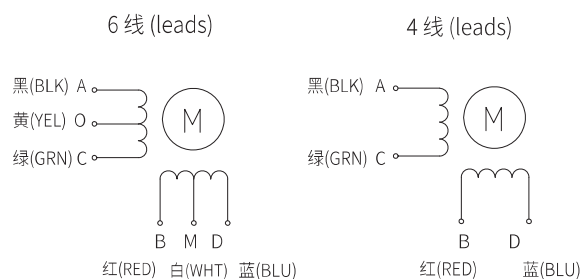 6 线 (leads)
黑(BLK) A
黄(YEL) O
绿(GRN) C
M
B M D
红(RED) 白(WHT) 蓝(BLU)
4 线 (leads)
黑(BLK) A
绿(GRN) C
M
B D
红(RED) 蓝(BLU)